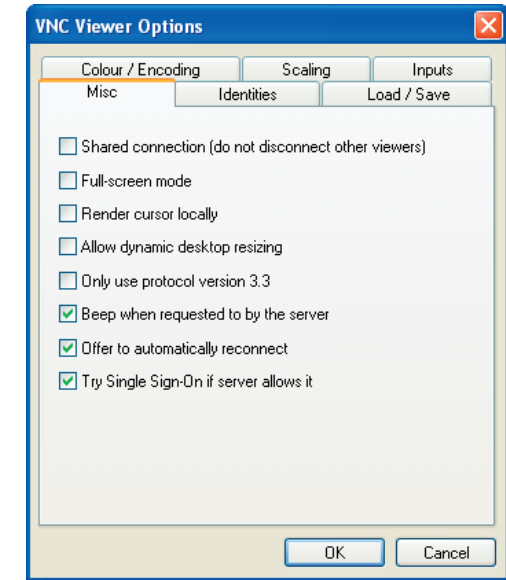 VNC Viewer Options
Colour / Encoding Scaling Inputs
Misc Identities Load / Save
Shared connection (do not disconnect other viewers)
Full-screen mode
Render cursor locally
Allow dynamic desktop resizing
Only use protocol version 3.3
Beep when requested to by the server
Offer to automatically reconnect
Try Single Sign-On if server allows it
OK Cancel